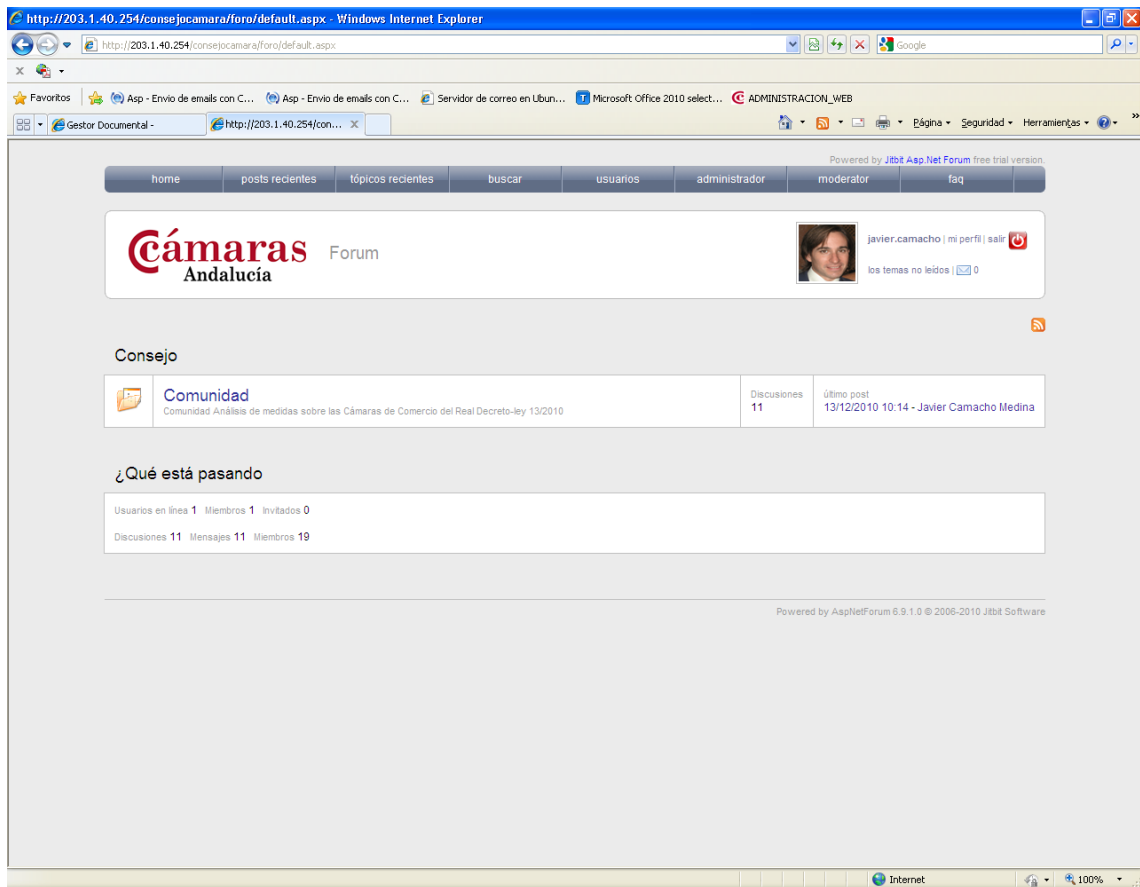 http://203.1.40.254/consejocamara/foro/default.aspx - Windows Internet Explorer
http://203.1.40.254/consejocamara/foro/default.aspx
Google
Favoritos Asp - Envio de emails con C... Asp - Envio de emails con C... Servidor de correo en Ubun... Microsoft Office 2010 select... ADMINISTRACION_WEB
Gestor Documental - http://203.1.40.254/con... Página Seguridad Herramientas
Powered by Jitbit Asp.Net Forum free trial version.
home posts recientes tópicos recientes buscar usuarios administrador moderator faq
Cámaras Andalucía
Forum
javier.camacho | mi perfil | salir
los temas no leídos | 0
Consejo
Comunidad
Comunidad Análisis de medidas sobre las Cámaras de Comercio del Real Decreto-ley 13/2010
Discusiones
11
último post
13/12/2010 10:14 - Javier Camacho Medina
¿Qué está pasando
Usuarios en línea 1 Miembros 1 Invitados 0
Discusiones 11 Mensajes 11 Miembros 19
Powered by AspNetForum 6.9.1.0 © 2006-2010 Jitbit Software
Internet 100%